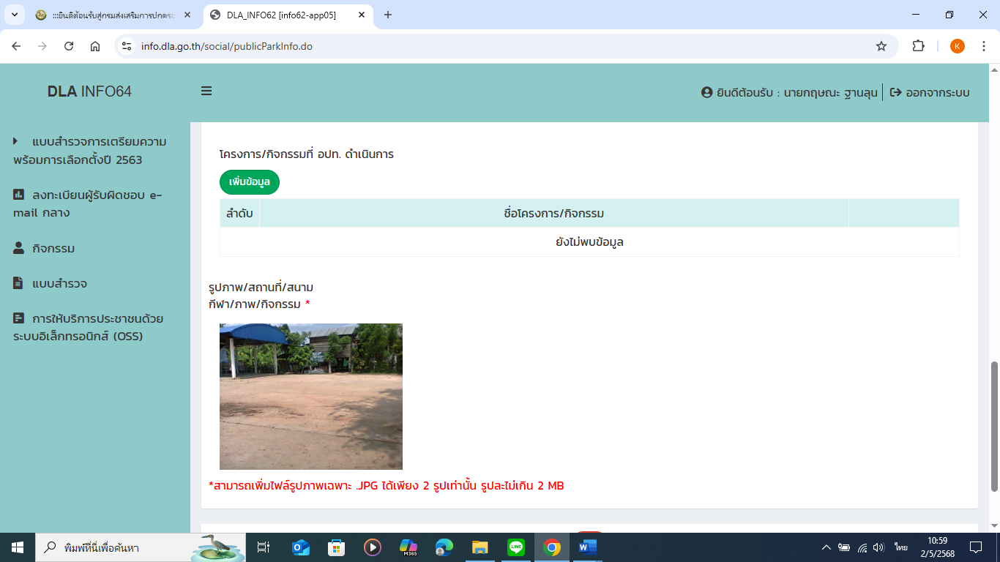 :::ยินดีต้อนรับสู่กรมส่งเสริมการปกคร
DLA_INFO62 [info62-app05]
info.dla.go.th/social/publicParkInfo.do
K
DLA INFO64
ยินดีต้อนรับ : นายกฤษณะ ฐานลุน
ออกจากระบบ
แบบสำรวจการเตรียมความ
พร้อมการเลือกตั้งปี 2563
ลงทะเบียนผู้รับผิดชอบ e-
mail กลาง
กิจกรรม
แบบสำรวจ
การให้บริการประชาชนด้วย
ระบบอิเล็กทรอนิกส์ (OSS)
โครงการ/กิจกรรมที่ อปท. ดำเนินการ
เพิ่มข้อมูล
ลำดับ ชื่อโครงการ/กิจกรรม
ยังไม่พบข้อมูล
รูปภาพ/สถานที่/สนาม
กีฬา/ภาพ/กิจกรรม *
*สามารถเพิ่มไฟล์รูปภาพเฉพาะ .JPG ได้เพียง 2 รูปเท่านั้น รูปละไม่เกิน 2 MB
พิมพ์ที่นี่เพื่อค้นหา
M365
LINE
W
ไทย
10:59
2/5/2568